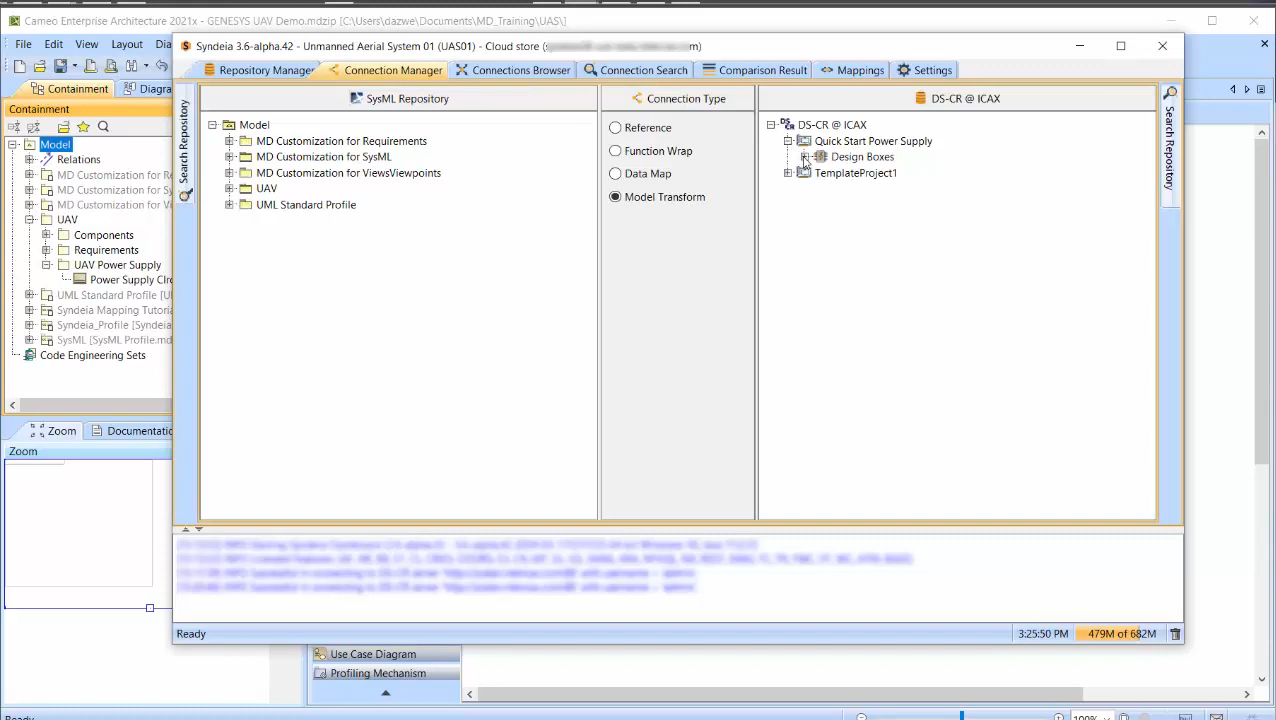 Cameo Enterprise Architecture 2021x - GENESYS UAV Demo.mdzip [C:\Users\dazwe\Documents\MD_Training\UAS\]
File Edit View Layout Dia
Syndeia 3.6-alpha.42 - Unmanned Aerial System 01 (UAS01) - Cloud store (
m)
Containment Diagra
Repository Manage Connection Manager Connections Browser Connection Search Comparison Result Mappings Settings
Containment
Search Repository
SysML Repository
Connection Type
DS-CR @ ICAX
Search Repository
Model
Relations
MD Customization for Re
MD Customization for Sy
MD Customization for Vi
UAV
Components
Requirements
UAV Power Supply
Power Supply CIrc
UML Standard Profile [U
Syndeia Mapping Tutoria
Syndeia_Profile [Syndeia
SysML [SysML Profile.md
Code Engineering Sets
Model
MD Customization for Requirements
MD Customization for SysML
MD Customization for ViewsViewpoints
UAV
UML Standard Profile
Reference
Function Wrap
Data Map
Model Transform
DS-CR @ ICAX
Quick Start Power Supply
Design Boxes
TemplateProject1
Zoom Documentatio
Zoom
Ready 3:25:50 PM 479M of 682M
Use Case Diagram
Profiling Mechanism
Ready 100%